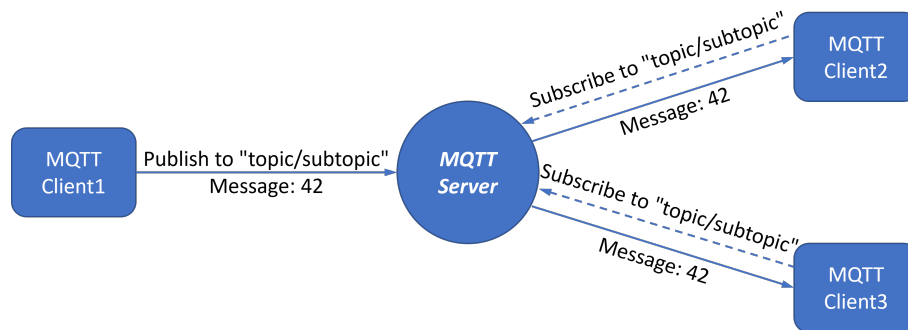 MQTT
Client1
Publish to "topic/subtopic"
Message: 42
MQTT
Server
Subscribe to "topic/subtopic"
Message: 42
MQTT
Client2
Subscribe to "topic/subtopic"
Message: 42
MQTT
Client3